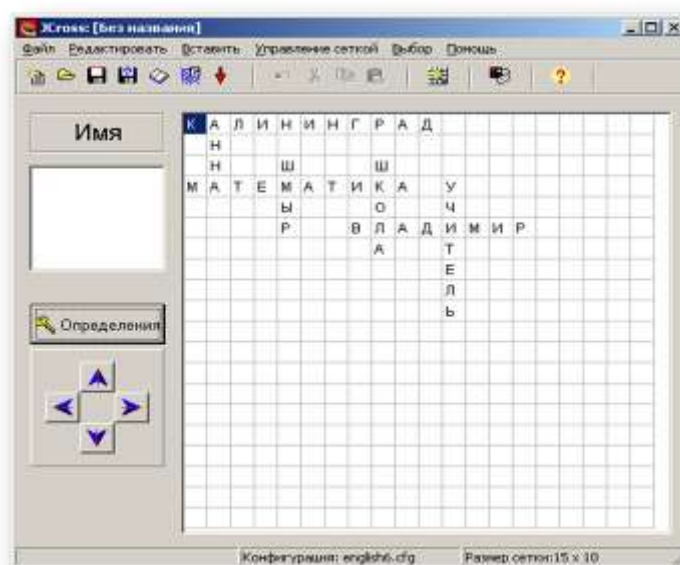 XCross: [Без названия]
Файл Редактировать Вставить Управление сеткой Выбор Помощь
Имя
Определения
К А Л И Н И Н Г Р А Д
Н
Н Ш Ш
М А Т Е М А Т И К А У
Ы О Ч
Р В Л А Д И М И Р
А Т
Е
Л
Ь
Конфигурация: english6.cfg Размер сетки:15 x 10